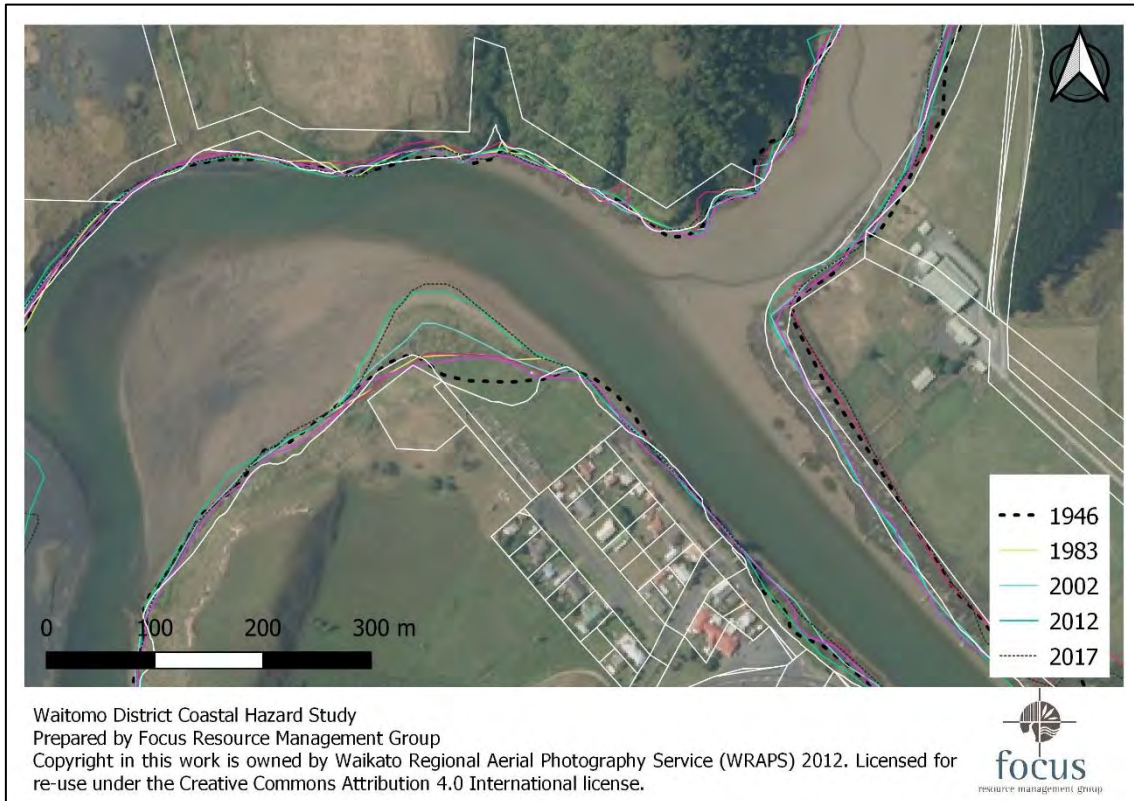 1946
1983
2002
2012
2017
0 100 200 300 m
Waitomo District Coastal Hazard Study
Prepared by Focus Resource Management Group
Copyright in this work is owned by Waikato Regional Aerial Photography Service (WRAPS) 2012. Licensed for
re-use under the Creative Commons Attribution 4.0 International license.
focus
resource management group